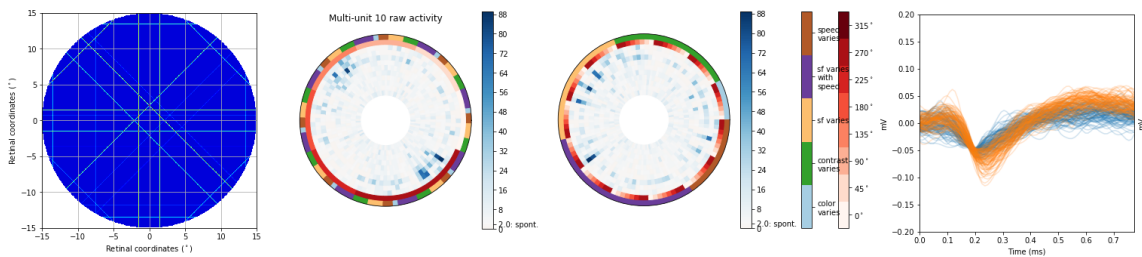 Multi-unit 10 raw activity
15
10
5
0
−5
−10
−15
−15 −10 −5 0 5 10 15
Retinal coordinates (°)
Retinal coordinates (°)
88
80
72
64
56
48
40
32
24
16
8
2.0: spont.
0
88
80
72
64
56
48
40
32
24
16
8
2.0: spont.
0
speed
varies
sf varies
with
speed
sf varies
contrast
varies
color
varies
315°
270°
225°
180°
135°
90°
45°
0°
mV
0.20
0.15
0.10
0.05
0.00
−0.05
−0.10
−0.15
−0.20
0.0 0.1 0.2 0.3 0.4 0.5 0.6 0.7
Time (ms)
mV